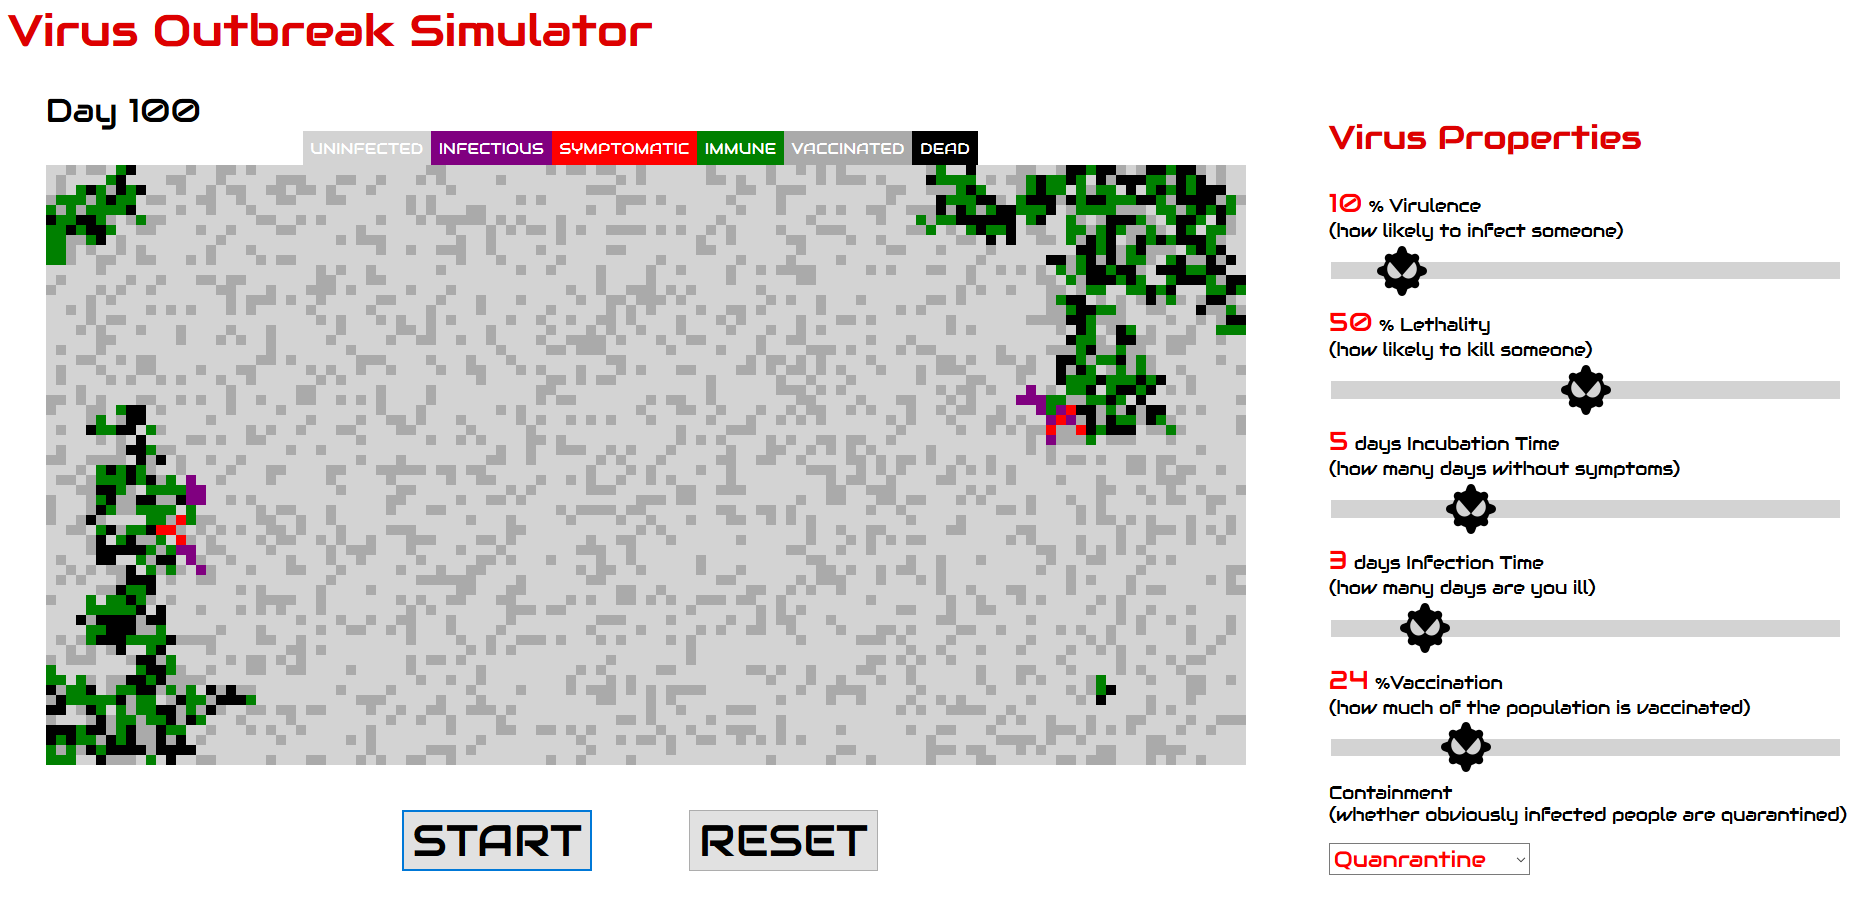 Virus Outbreak Simulator
Day 100
UNINFECTED INFECTIOUS SYMPTOMATIC IMMUNE VACCINATED DEAD
START
RESET
Virus Properties
10 % Virulence
(how likely to infect someone)
50 % Lethality
(how likely to kill someone)
5 days Incubation Time
(how many days without symptoms)
3 days Infection Time
(how many days are you ill)
24 %Vaccination
(how much of the population is vaccinated)
Containment
(whether obviously infected people are quarantined)
Quanrantine